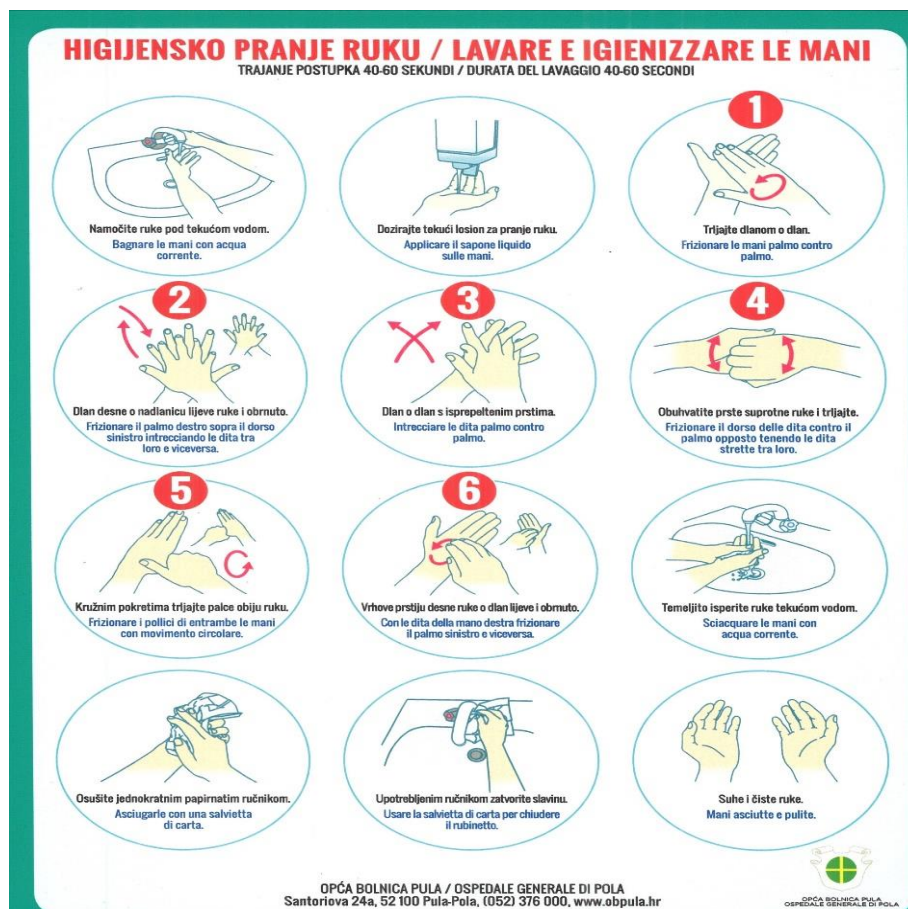 HIGIJENSKO PRANJE RUKU / LAVARE E IGIENIZZARE LE MANI
TRAJANJE POSTUPKA 40-60 SEKUNDI / DURATA DEL LAVAGGIO 40-60 SECONDI
Namočite ruke pod tekućom vodom.
Bagnare le mani con acqua
corrente.
Dozirajte tekući losion za pranje ruku.
Applicare il sapone liquido
sulle mani.
1
Trljajte dlanom o dlan.
Frizionare le mani palmo contro
palmo.
2
Dlan desne o nadlanicu lijeve ruke i obrnuto.
Frizionare il palmo destro sopra il dorso
sinistro intrecciando le dita tra
loro e viceversa.
3
Dlan o dlan s isprepletenim prstima.
Intrecciare le dita palmo contro
palmo.
4
Obuhvatite prste suprotne ruke i trljajte.
Frizionare il dorso delle dita contro il
palmo opposto tenendo le dita
strette tra loro.
5
Kružnim pokretima trljajte palce obiju ruku.
Frizionare i pollici di entrambe le mani
con movimento circolare.
6
Vrhove prstiju desne ruke o dlan lijeve i obrnuto.
Con le dita della mano destra frizionare
il palmo sinistro e viceversa.
Temeljito isperite ruke tekućom vodom.
Sciacquare le mani con
acqua corrente.
Osušite jednokratnim papirnatim ručnikom.
Asciugarle con una salvietta
di carta.
Upotrebljenim ručnikom zatvorite slavinu.
Usare la salvietta di carta per chiudere
il rubinetto.
Suhe i čiste ruke.
Mani asciutte e pulite.
OPĆA BOLNICA PULA / OSPEDALE GENERALE DI POLA
Santoriova 24a, 52 100 Pula-Pola, (052) 376 000, www.obpula.hr
OPĆA BOLNICA PULA
OSPEDALE GENERALE DI POLA